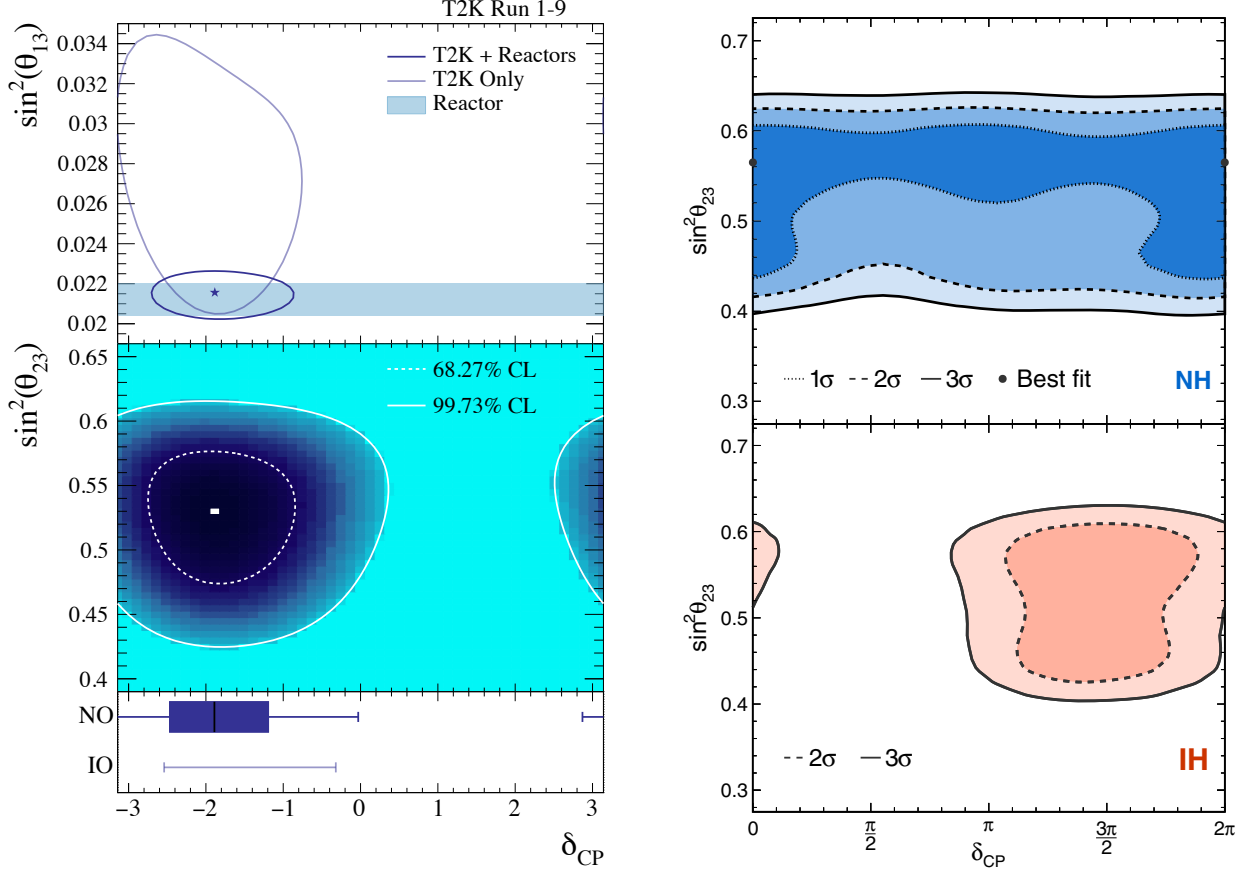 T2K Run 1-9
sin²(θ₁₃)
0.034
0.032
0.03
0.028
0.026
0.024
0.022
0.02
T2K + Reactors
T2K Only
Reactor
sin²(θ₂₃)
0.65
0.6
0.55
0.5
0.45
0.4
68.27% CL
99.73% CL
NO
IO
−3 −2 −1 0 1 2 3
δCP
sin²θ₂₃
0.7
0.6
0.5
0.4
0.3
1σ 2σ 3σ Best fit
NH
sin²θ₂₃
0.7
0.6
0.5
0.4
0.3
2σ 3σ
IH
0 π/2 π 3π/2 2π
δCP